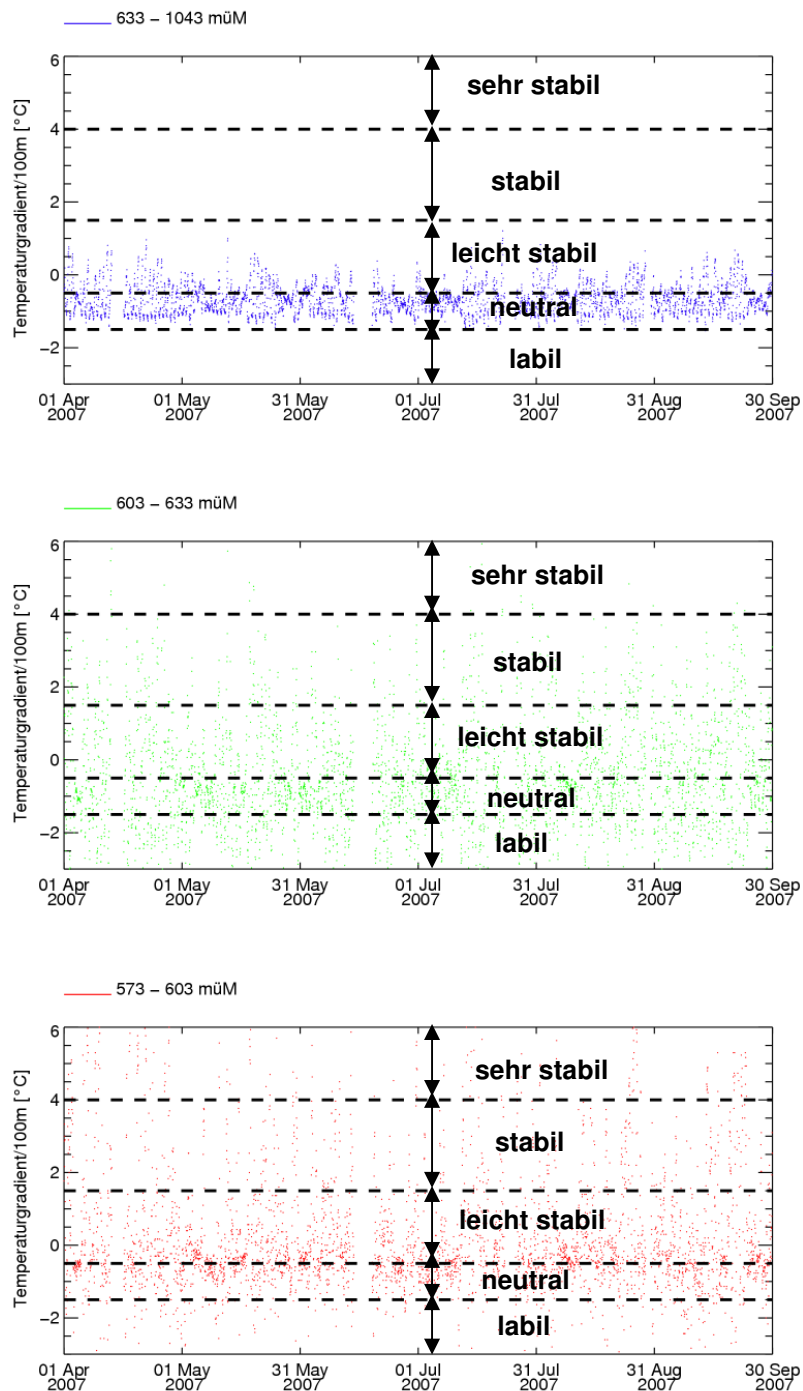 633 − 1043 müM
Temperaturgradient/100m [°C]
6
4
2
0
−2
sehr stabil
stabil
leicht stabil
neutral
labil
01 Apr 01 May 31 May 01 Jul 31 Jul 31 Aug 30 Sep
2007 2007 2007 2007 2007 2007 2007
603 − 633 müM
Temperaturgradient/100m [°C]
6
4
2
0
−2
sehr stabil
stabil
leicht stabil
neutral
labil
01 Apr 01 May 31 May 01 Jul 31 Jul 31 Aug 30 Sep
2007 2007 2007 2007 2007 2007 2007
573 − 603 müM
Temperaturgradient/100m [°C]
6
4
2
0
−2
sehr stabil
stabil
leicht stabil
neutral
labil
01 Apr 01 May 31 May 01 Jul 31 Jul 31 Aug 30 Sep
2007 2007 2007 2007 2007 2007 2007